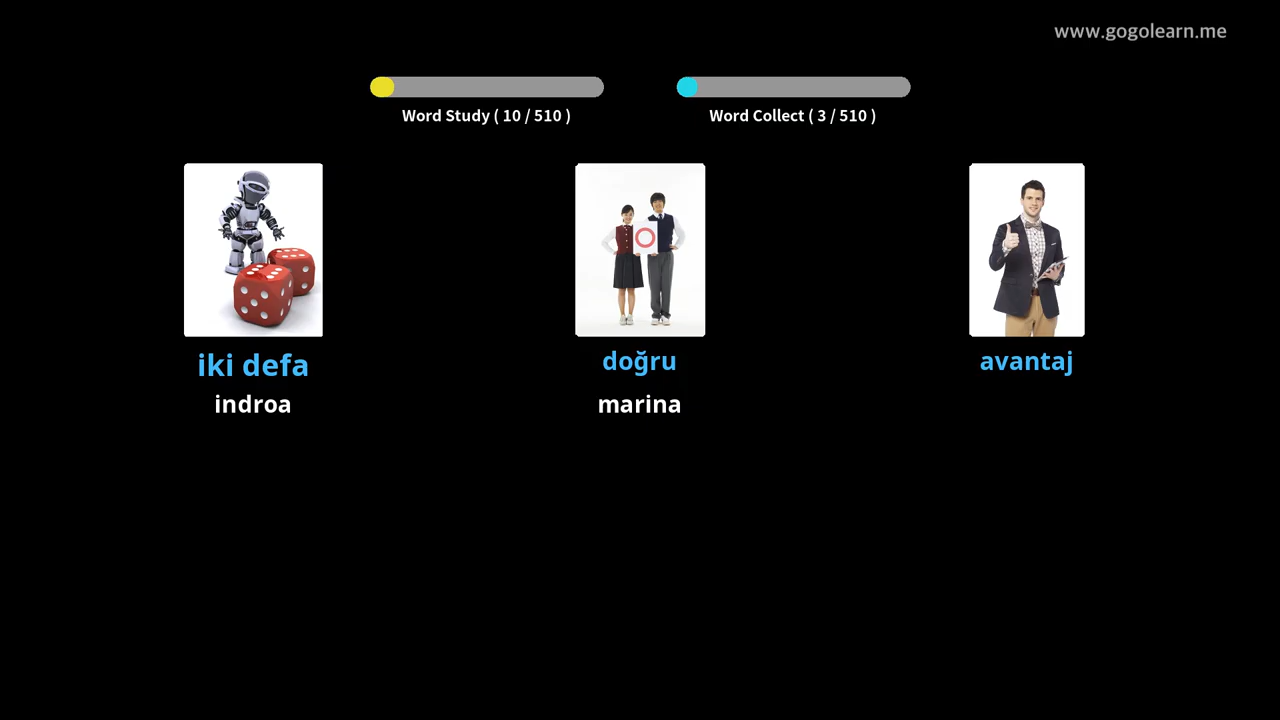 www.gogolearn.me
Word Study ( 10 / 510 )
Word Collect ( 3 / 510 )
iki defa
doğru
avantaj
indroa
marina